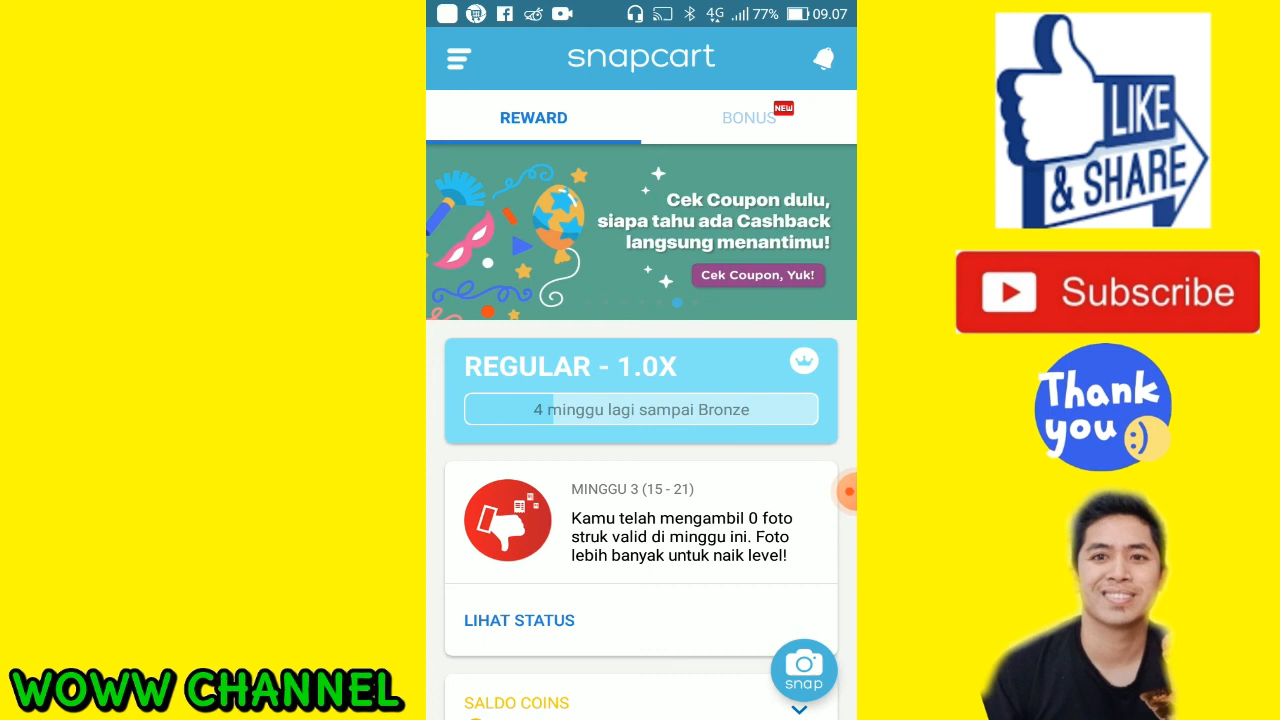 4G 77% 09.07
snapcart
REWARD
BONUS NEW
Cek Coupon dulu,
siapa tahu ada Cashback
langsung menantimu!
Cek Coupon, Yuk!
REGULAR - 1.0X
4 minggu lagi sampai Bronze
MINGGU 3 (15 - 21)
Kamu telah mengambil 0 foto
struk valid di minggu ini. Foto
lebih banyak untuk naik level!
LIHAT STATUS
snap
SALDO COINS
LIKE
& SHARE
Subscribe
Thank
you
WOWW CHANNEL